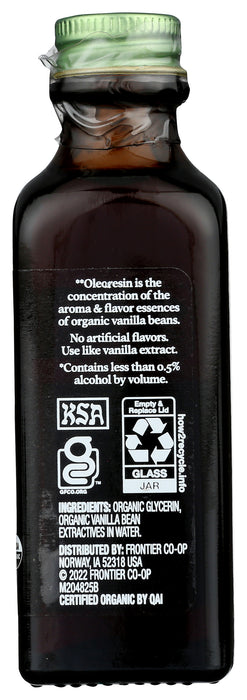 **Oleoresin is the
concentration of the
aroma & flavor essences
of organic vanilla beans.
No artificial flavors.
Use like vanilla extract.
*Contains less than 0.5%
alcohol by volume.
KSA
GFCO.ORG
Empty &
Replace Lid
GLASS
JAR
how2recycle.info
INGREDIENTS: ORGANIC GLYCERIN,
ORGANIC VANILLA BEAN
EXTRACTIVES IN WATER.
DISTRIBUTED BY: FRONTIER CO-OP
NORWAY, IA 52318 USA
© 2022 FRONTIER CO-OP
M204825B
CERTIFIED ORGANIC BY QAI